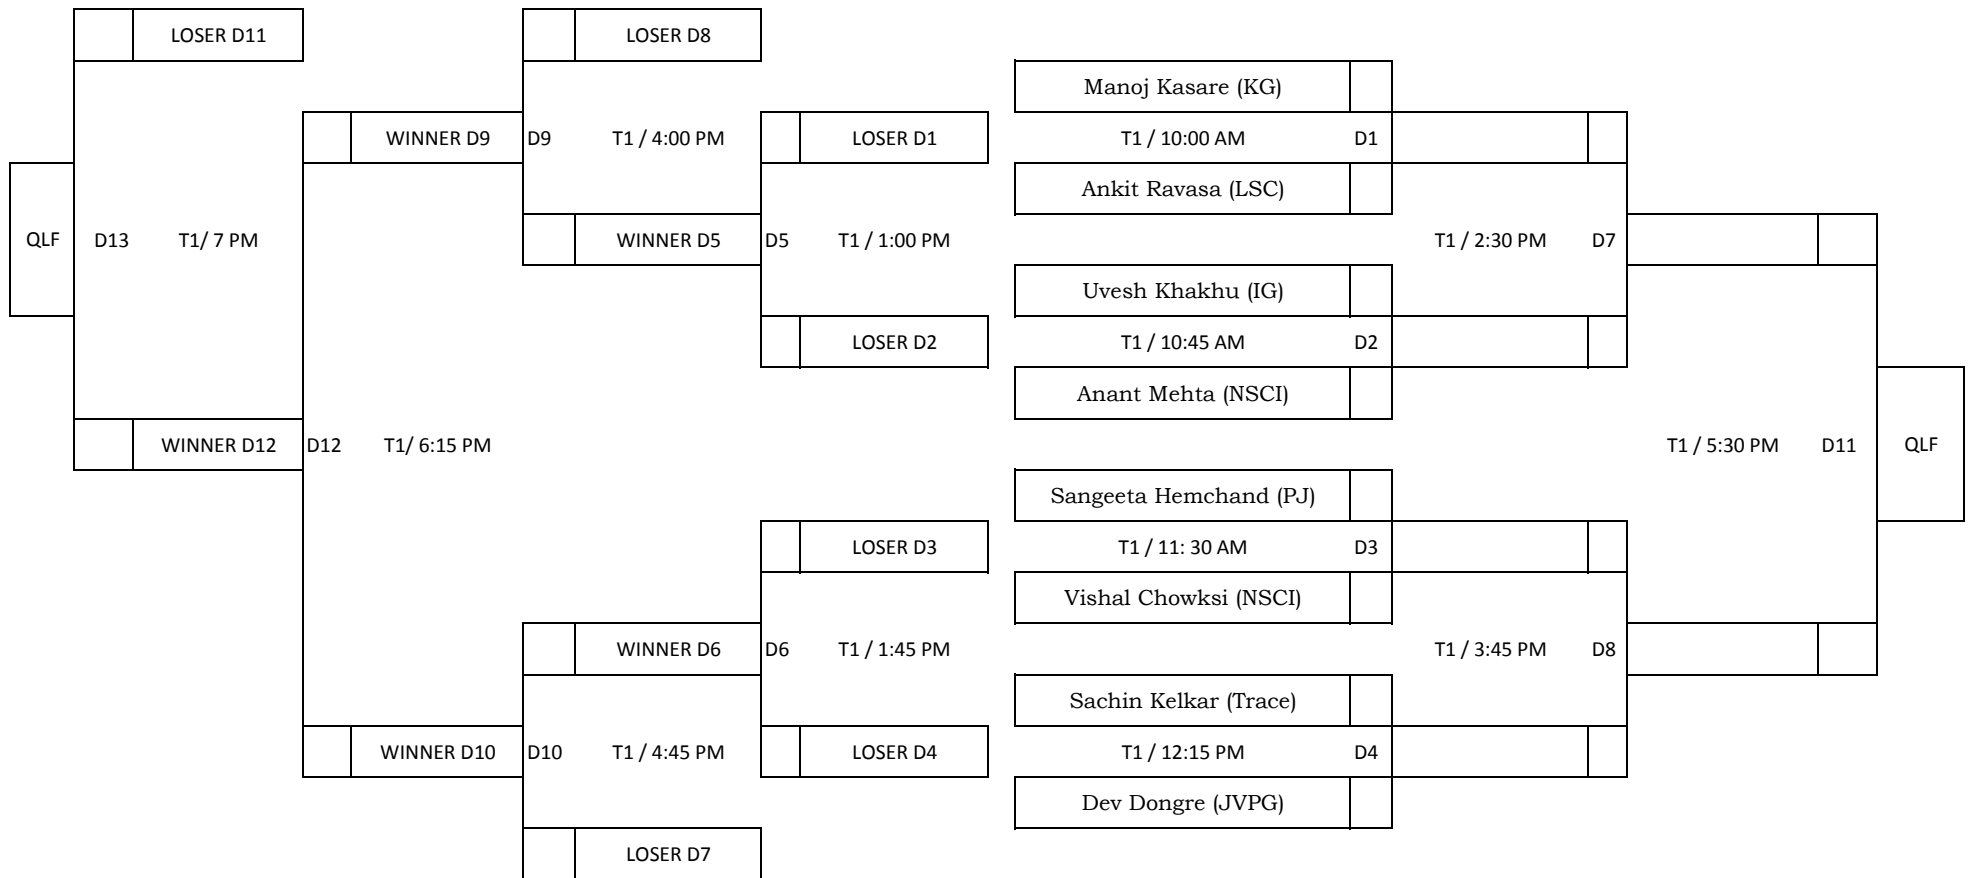 LOSER D11 LOSER D8
Manoj Kasare (KG)
WINNER D9 D9 T1 / 4:00 PM LOSER D1 T1 / 10:00 AM D1
Ankit Ravasa (LSC)
QLF D13 T1/ 7 PM WINNER D5 D5 T1 / 1:00 PM T1 / 2:30 PM D7
Uvesh Khakhu (IG)
LOSER D2 T1 / 10:45 AM D2
Anant Mehta (NSCI)
WINNER D12 D12 T1/ 6:15 PM T1 / 5:30 PM D11 QLF
Sangeeta Hemchand (PJ)
LOSER D3 T1 / 11: 30 AM D3
Vishal Chowksi (NSCI)
WINNER D6 D6 T1 / 1:45 PM T1 / 3:45 PM D8
Sachin Kelkar (Trace)
WINNER D10 D10 T1 / 4:45 PM LOSER D4 T1 / 12:15 PM D4
Dev Dongre (JVPG)
LOSER D7